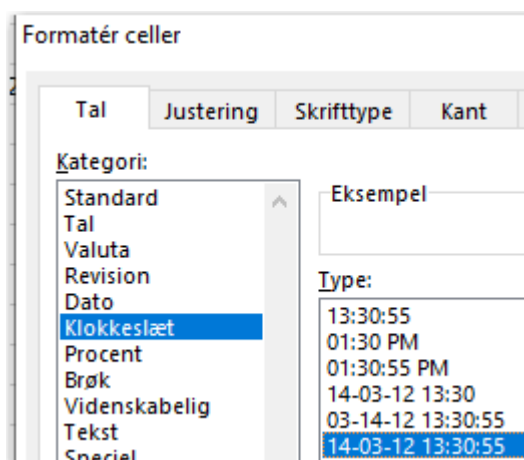 Formatér celler
Tal
Justering
Skrifttype
Kant
Kategori:
Standard
Tal
Valuta
Revision
Dato
Klokkeslæt
Procent
Brøk
Videnskabelig
Tekst
Speciel
Eksempel
Type:
13:30:55
01:30 PM
01:30:55 PM
14-03-12 13:30
03-14-12 13:30:55
14-03-12 13:30:55